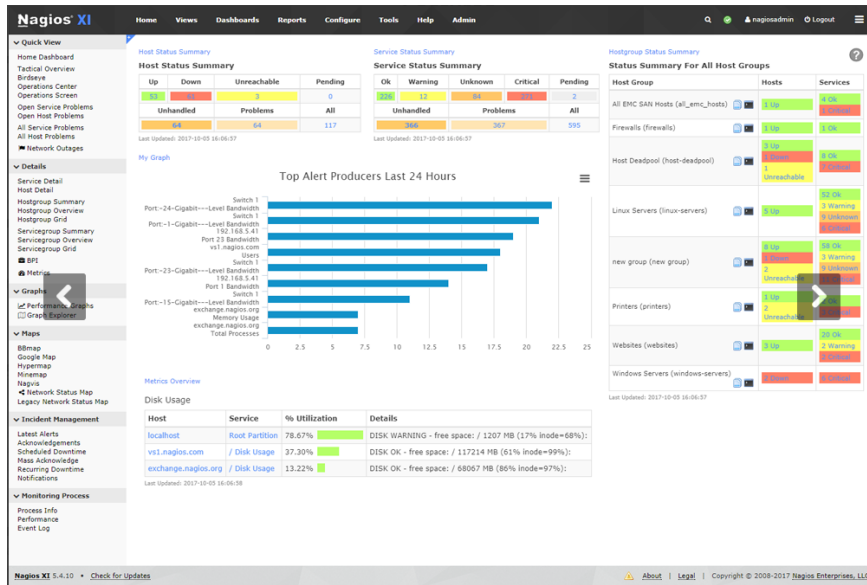 Nagios® XI
Home Views Dashboards Reports Configure Tools Help Admin
nagiosadmin Logout
Quick View
Home Dashboard
Tactical Overview
Birdseye
Operations Center
Operations Screen
Open Service Problems
Open Host Problems
All Service Problems
All Host Problems
Network Outages
Details
Service Detail
Host Detail
Hostgroup Summary
Hostgroup Overview
Hostgroup Grid
Servicegroup Summary
Servicegroup Overview
Servicegroup Grid
BPI
Metrics
Graphs
Performance Graphs
Graph Explorer
Maps
BBmap
Google Map
Hypermap
Minemap
Nagvis
Network Status Map
Legacy Network Status Map
Incident Management
Latest Alerts
Acknowledgements
Scheduled Downtime
Mass Acknowledge
Recurring Downtime
Notifications
Monitoring Process
Process Info
Performance
Event Log
Host Status Summary
Host Status Summary
Up Down Unreachable Pending
53 61 3 0
Unhandled Problems All
64 64 117
Last Updated: 2017-10-05 16:06:57
Service Status Summary
Service Status Summary
Ok Warning Unknown Critical Pending
226 12 84 271 2
Unhandled Problems All
366 367 595
Last Updated: 2017-10-05 16:06:57
My Graph
Top Alert Producers Last 24 Hours
Switch 1
Port:-24-Gigabit---Level Bandwidth
Switch 1
Port:-1-Gigabit---Level Bandwidth
192.168.5.41
Port 23 Bandwidth
vs1.nagios.com
Users
Switch 1
Port:-23-Gigabit---Level Bandwidth
192.168.5.41
Port 1 Bandwidth
Switch 1
Port:-15-Gigabit---Level Bandwidth
exchange.nagios.org
Memory Usage
exchange.nagios.org
Total Processes
0 2.5 5 7.5 10 12.5 15 17.5 20 22.5 25
Metrics Overview
Disk Usage
Host Service % Utilization Details
localhost Root Partition 78.67% DISK WARNING - free space: / 1207 MB (17% inode=68%):
vs1.nagios.com / Disk Usage 37.30% DISK OK - free space: / 117214 MB (61% inode=99%):
exchange.nagios.org / Disk Usage 13.22% DISK OK - free space: / 68067 MB (86% inode=97%):
Last Updated: 2017-10-05 16:06:58
Hostgroup Status Summary
Status Summary For All Host Groups
Host Group Hosts Services
All EMC SAN Hosts (all_emc_hosts) 1 Up 4 Ok
Critical
Firewalls (firewalls) 1 Up 1 Ok
Host Deadpool (host-deadpool) 3 Up
Down
1 Unreachable
8 Ok
7 Critical
Linux Servers (linux-servers) 5 Up 52 Ok
3 Warning
9 Unknown
Critical
new group (new group) 8 Up
Down
2 Unreachable
58 Ok
3 Warning
9 Unknown
Printers (printers) 1 Up
2 Unreachable
Ok
Critical
Websites (websites) 3 Up 20 Ok
2 Warning
Critical
Windows Servers (windows-servers) 2 Down 6 Critical
Last Updated: 2017-10-05 16:06:57
Nagios XI 5.4.10 • Check for Updates
About | Legal | Copyright © 2008-2017 Nagios Enterprises,